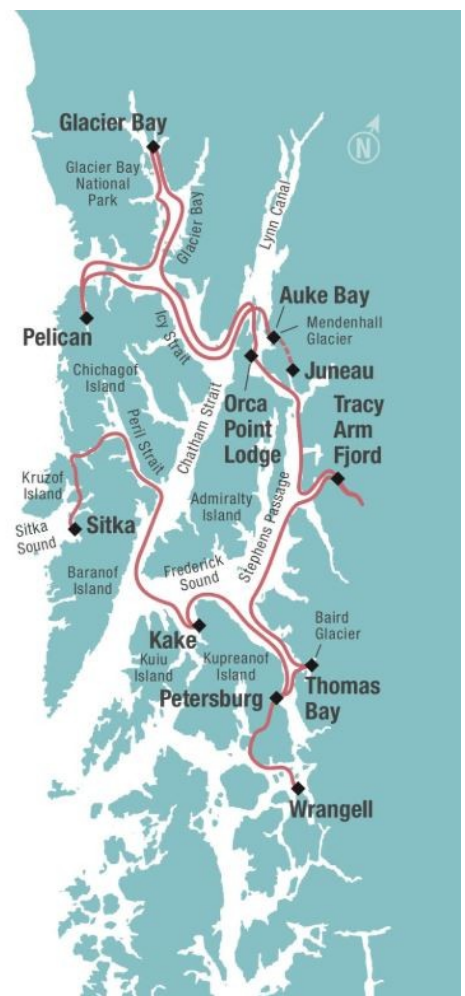 Glacier Bay
Glacier Bay
National
Park
Glacier Bay
Lynn Canal
N
Auke Bay
Mendenhall
Glacier
Pelican
Icy Strait
Juneau
Chichagof
Island
Orca
Point
Lodge
Tracy
Arm
Fjord
Chatham Strait
Peril Strait
Kruzof
Island
Sitka
Sound
Sitka
Admiralty
Island
Stephens Passage
Baranof
Island
Frederick
Sound
Kake
Baird
Glacier
Kuiu
Island
Kupreanof
Island
Thomas
Bay
Petersburg
Wrangell